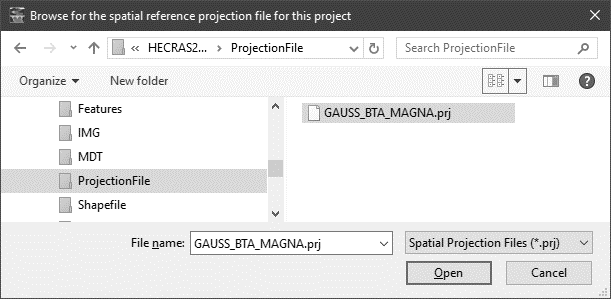 Browse for the spatial reference projection file for this project
« HECRAS2... > ProjectionFile
Search ProjectionFile
Organize
New folder
Features
IMG
MDT
ProjectionFile
Shapefile
GAUSS_BTA_MAGNA.prj
File name: GAUSS_BTA_MAGNA.prj
Spatial Projection Files (*.prj)
Open
Cancel